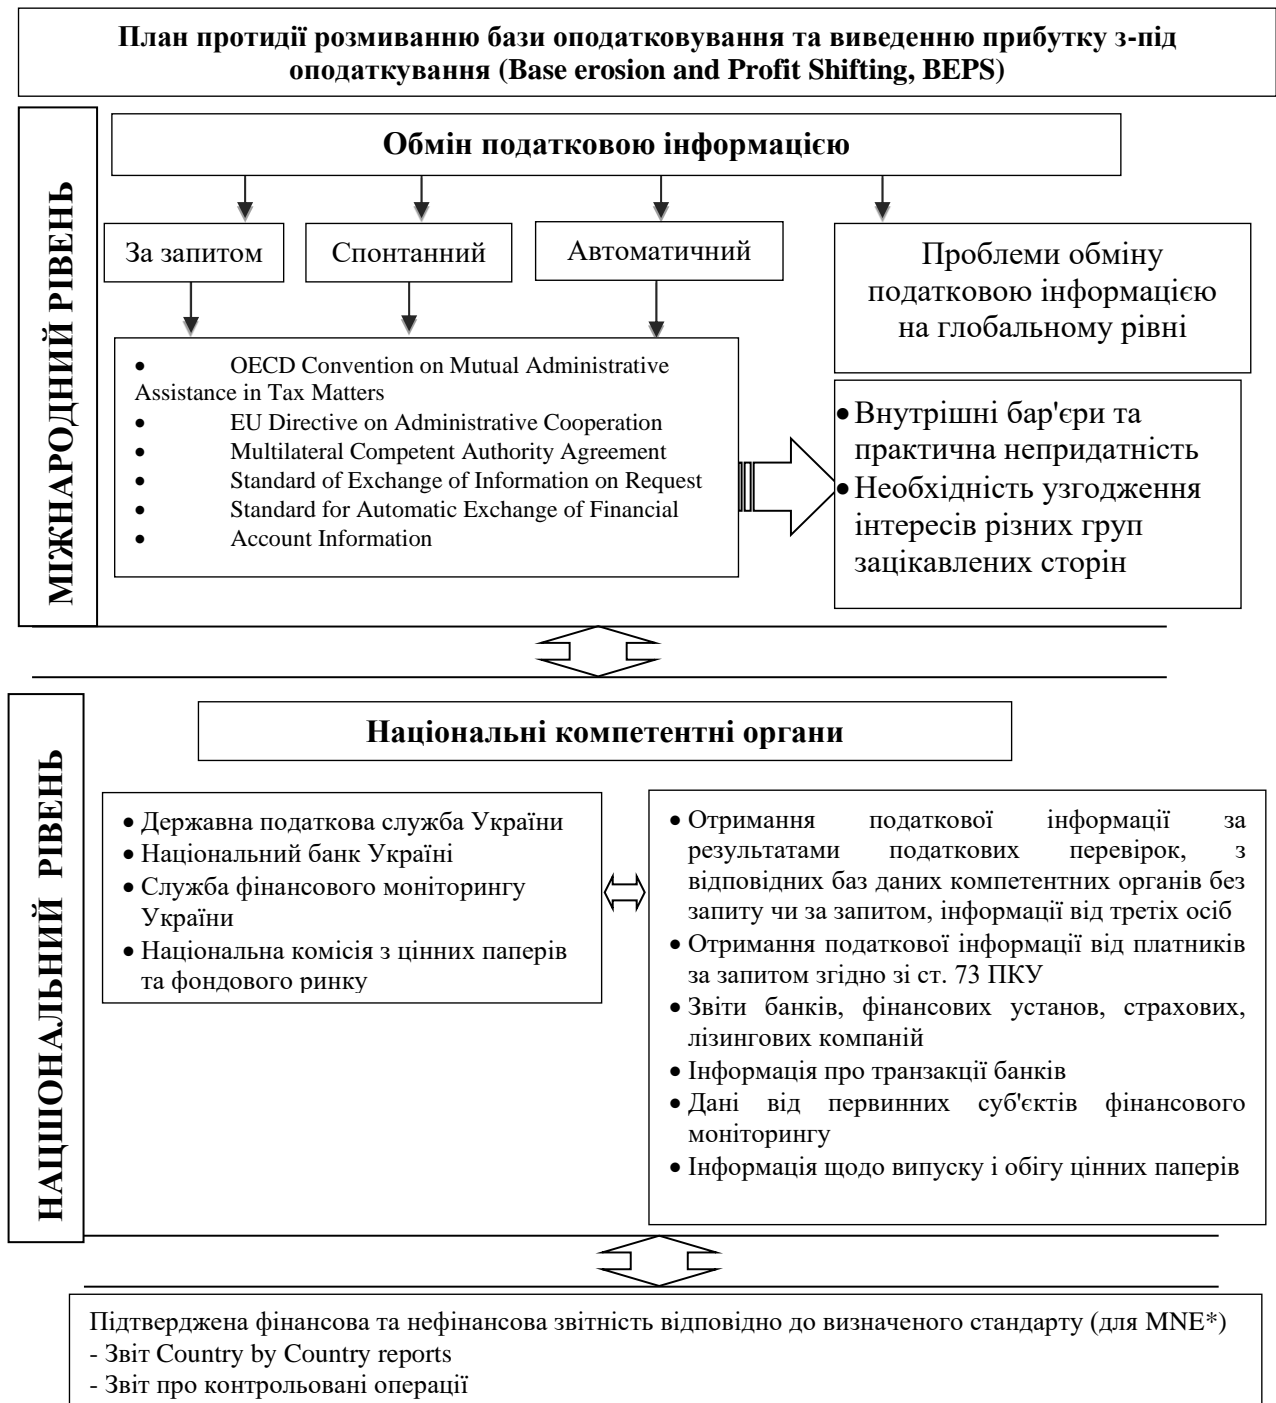 План протидії розмиванню бази оподатковування та виведенню прибутку з-під
оподаткування (Base erosion and Profit Shifting, BEPS)
МІЖНАРОДНИЙ РІВЕНЬ
Обмін податковою інформацією
За запитом
Спонтанний
Автоматичний
Проблеми обміну
податковою інформацією
на глобальному рівні
• OECD Convention on Mutual Administrative
Assistance in Tax Matters
• EU Directive on Administrative Cooperation
• Multilateral Competent Authority Agreement
• Standard of Exchange of Information on Request
• Standard for Automatic Exchange of Financial
• Account Information
• Внутрішні бар'єри та
практична непридатність
• Необхідність узгодження
інтересів різних груп
зацікавлених сторін
НАЦІОНАЛЬНИЙ РІВЕНЬ
Національні компетентні органи
• Державна податкова служба України
• Національний банк Україні
• Служба фінансового моніторингу
України
• Національна комісія з цінних паперів
та фондового ринку
• Отримання податкової інформації за
результатами податкових перевірок, з
відповідних баз даних компетентних органів без
запиту чи за запитом, інформації від третіх осіб
• Отримання податкової інформації від платників
за запитом згідно зі ст. 73 ПКУ
• Звіти банків, фінансових установ, страхових,
лізингових компаній
• Інформація про транзакції банків
• Дані від первинних суб'єктів фінансового
моніторингу
• Інформація щодо випуску і обігу цінних паперів
Підтверджена фінансова та нефінансова звітність відповідно до визначеного стандарту (для MNE*)
- Звіт Country by Country reports
- Звіт про контрольовані операції